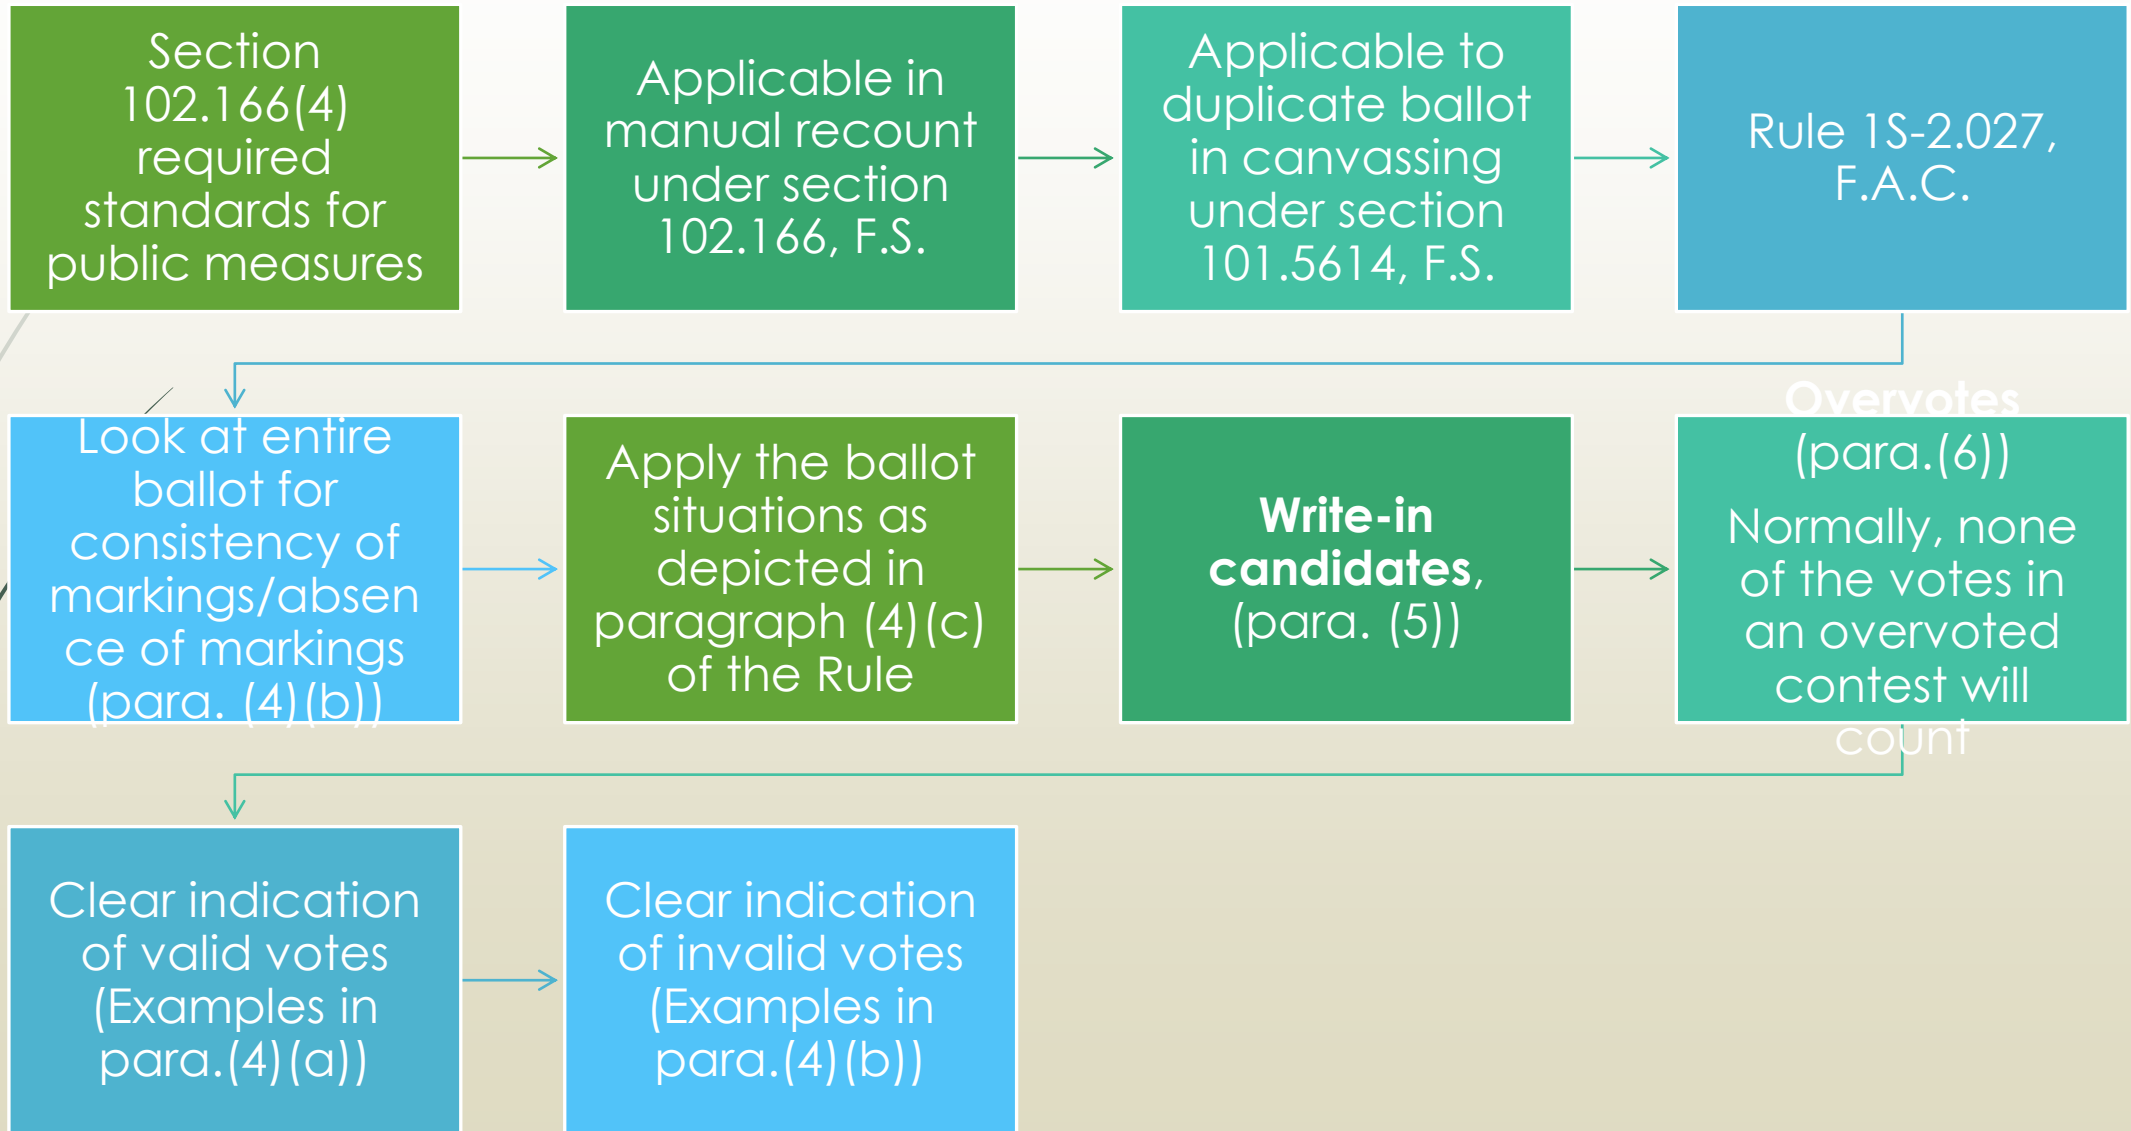 Section
102.166(4)
required
standards for
public measures
Applicable in
manual recount
under section
102.166, F.S.
Applicable to
duplicate ballot
in canvassing
under section
101.5614, F.S.
Rule 1S-2.027,
F.A.C.
Look at entire
ballot for
consistency of
markings/absen
ce of markings
(para. (4)(b))
Apply the ballot
situations as
depicted in
paragraph (4)(c)
of the Rule
Write-in
candidates,
(para. (5))
Overvotes
(para.(6))
Normally, none
of the votes in
an overvoted
contest will
count
Clear indication
of valid votes
(Examples in
para.(4)(a))
Clear indication
of invalid votes
(Examples in
para.(4)(b))